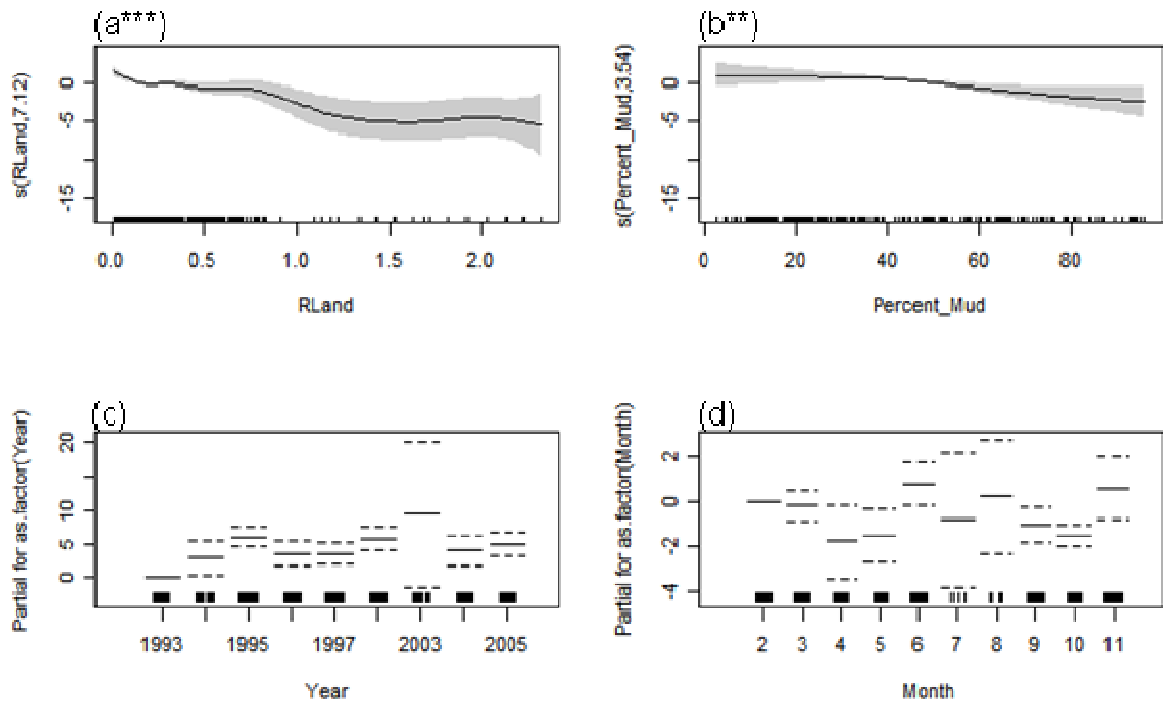 (a***)
s(RLand,7.12)
0
-5
-15
0.0 0.5 1.0 1.5 2.0
RLand
(b**)
s(Percent_Mud,3.54)
0
-5
-15
0 20 40 60 80
Percent_Mud
(c)
Partial for as.factor(Year)
20
10
5
0
1993 1995 1997 2003 2005
Year
(d)
Partial for as.factor(Month)
2
0
-2
-4
2 3 4 5 6 7 8 9 10 11
Month